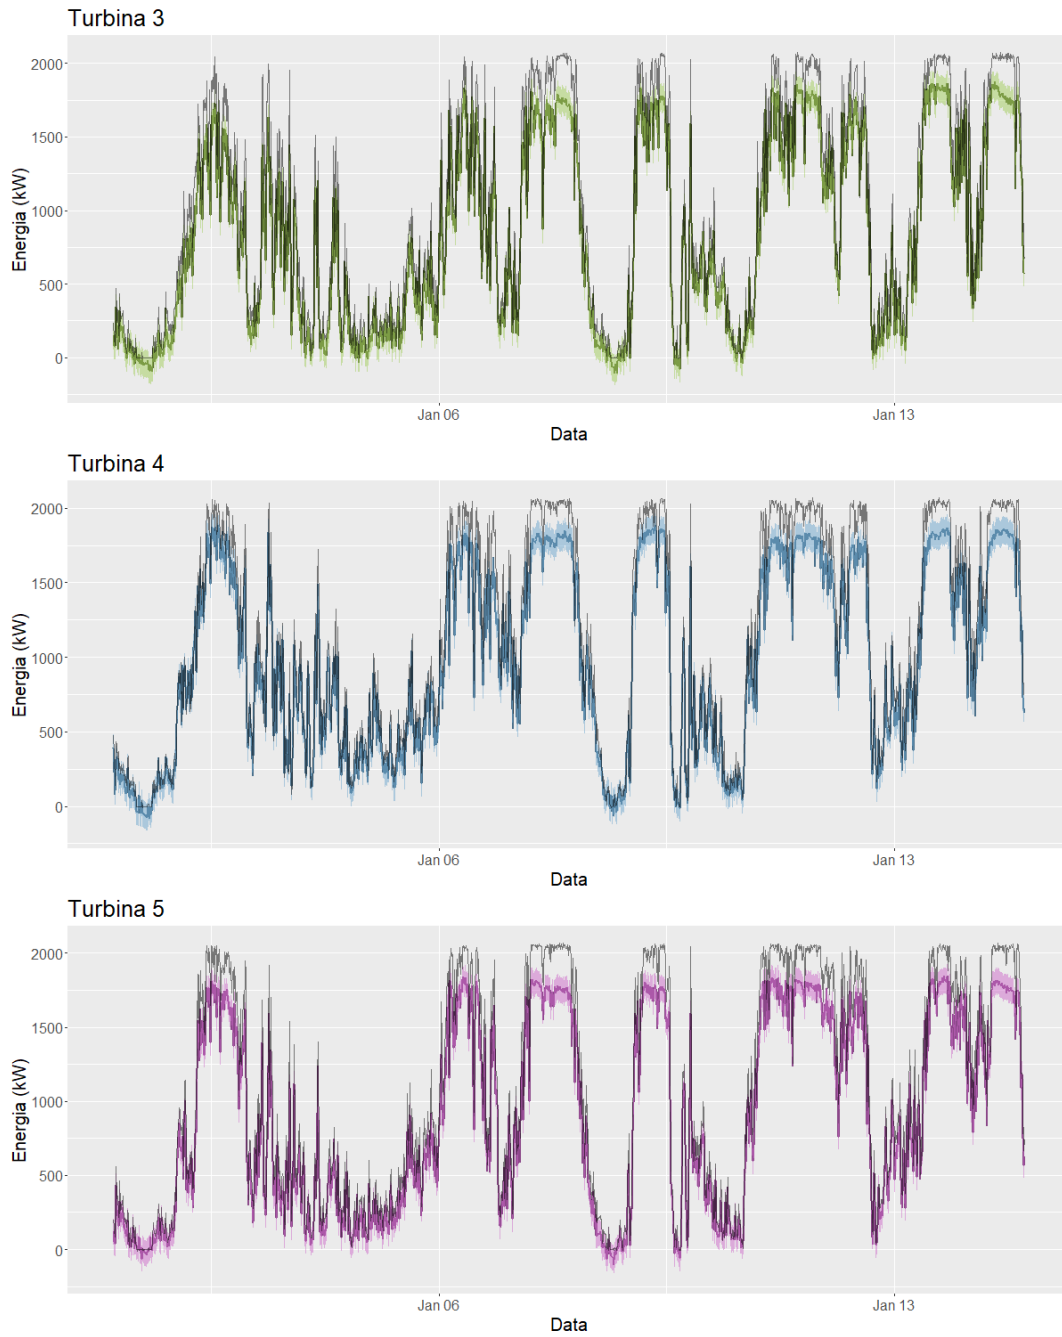 Turbina 3
2000
1500
1000
500
0
Energia (kW)
Jan 06
Jan 13
Data
Turbina 4
2000
1500
1000
500
0
Energia (kW)
Jan 06
Jan 13
Data
Turbina 5
2000
1500
1000
500
0
Energia (kW)
Jan 06
Jan 13
Data